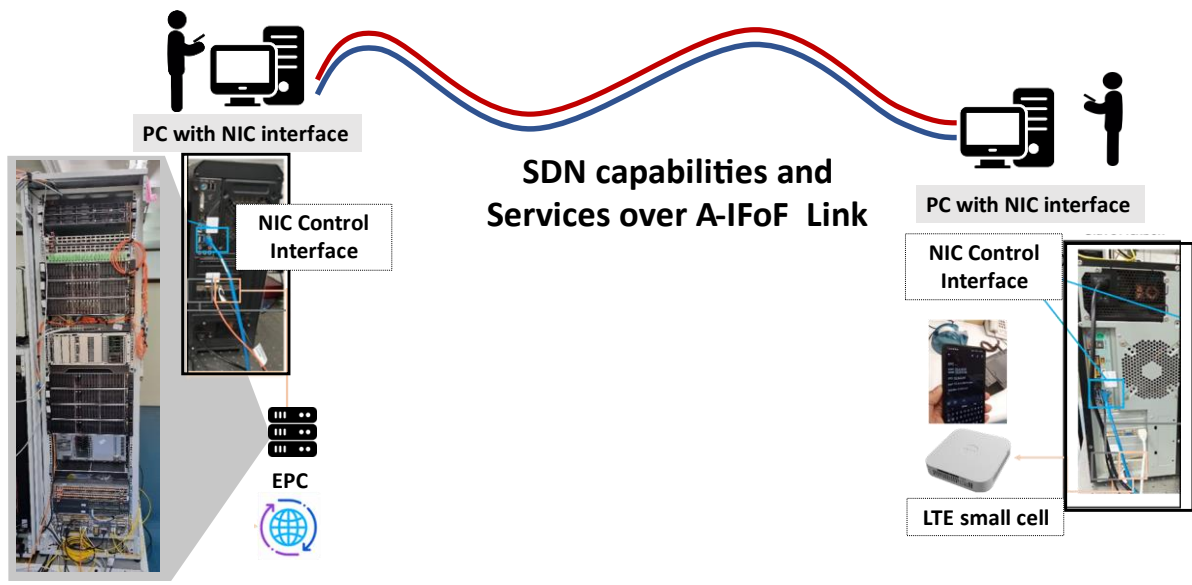 PC with NIC interface
NIC Control
Interface
SDN capabilities and
Services over A-IFoF Link
PC with NIC interface
NIC Control
Interface
EPC
LTE small cell